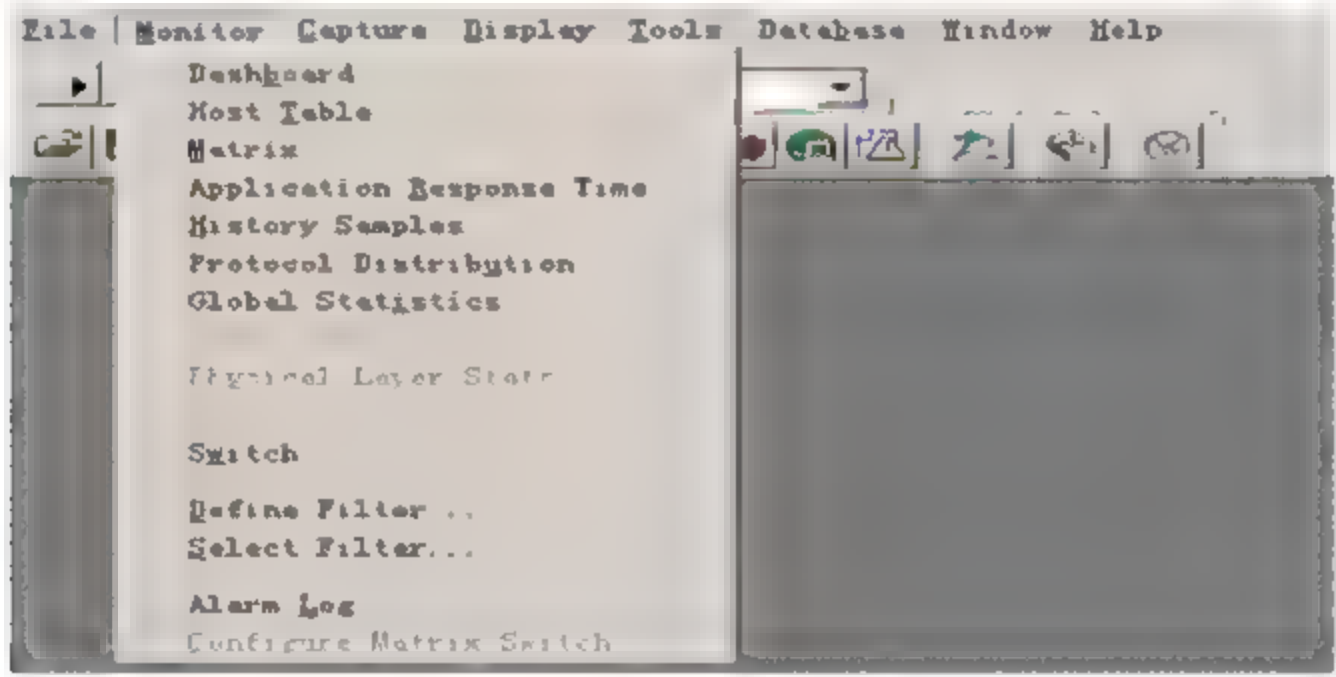 File Monitor Capture Display Tools Database Window Help
Dashboard
Host Table
Matrix
Application Response Time
History Samples
Protocol Distribution
Global Statistics
Physical Layer Stats
Switch
Define Filter...
Select Filter...
Alarm Log
Configure Matrix Switch